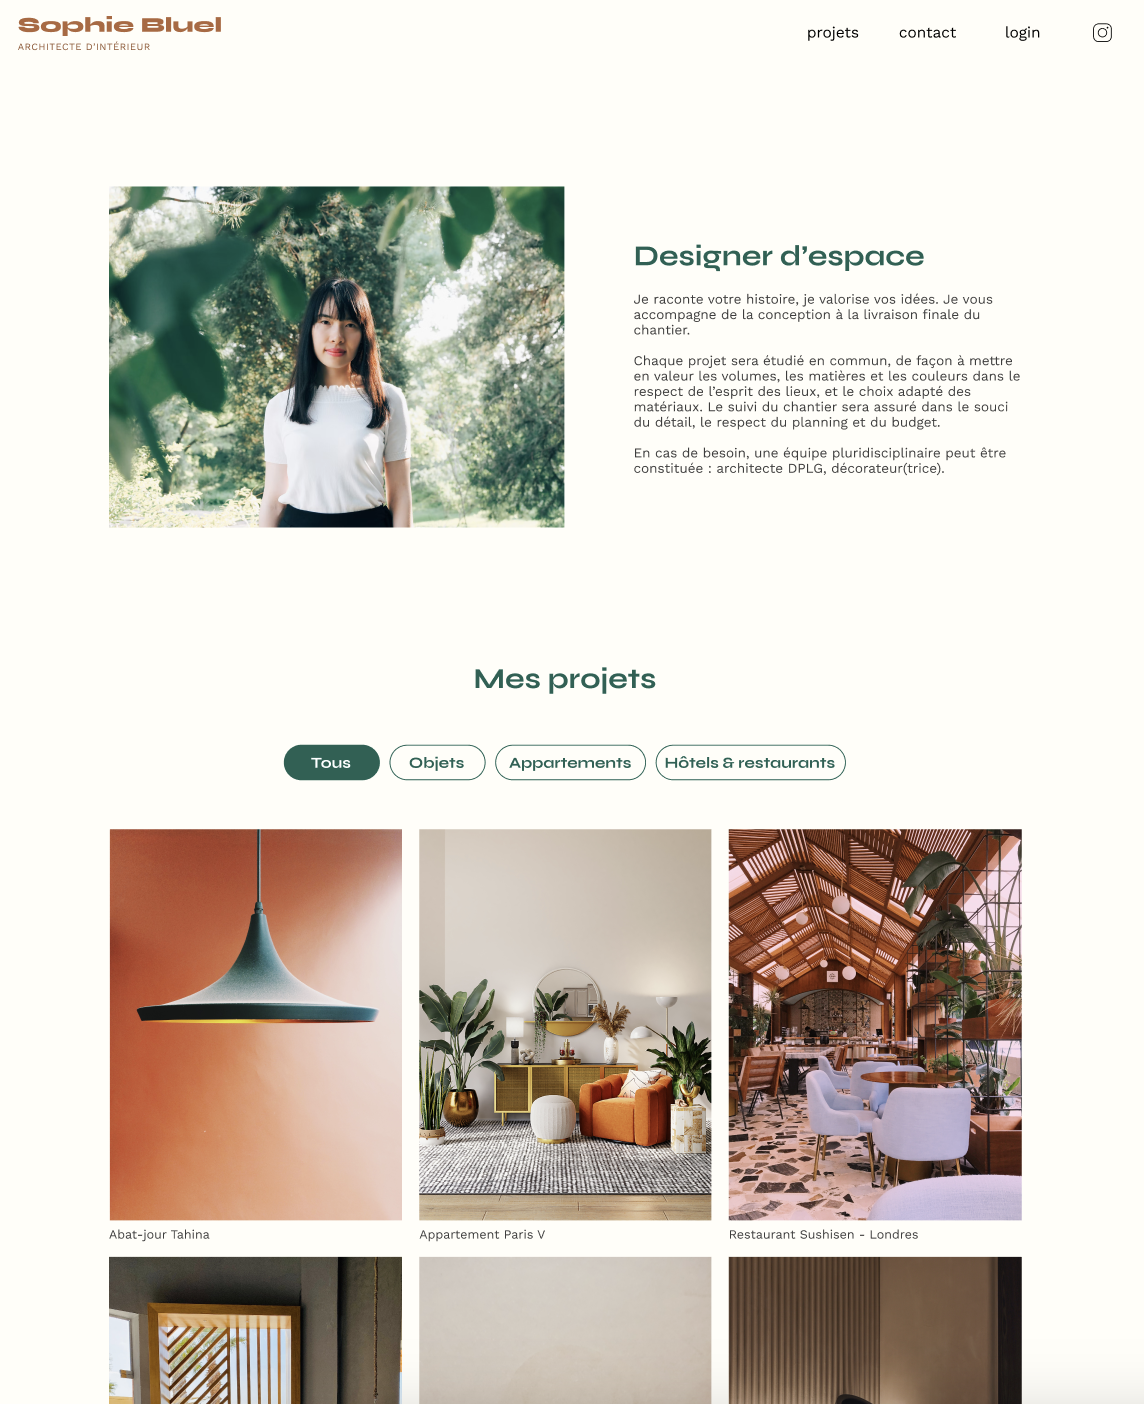 Sophie Bluel
ARCHITECTE D’INTÉRIEUR
projets contact login
Designer d’espace
Je raconte votre histoire, je valorise vos idées. Je vous
accompagne de la conception à la livraison finale du
chantier.
Chaque projet sera étudié en commun, de façon à mettre
en valeur les volumes, les matières et les couleurs dans le
respect de l’esprit des lieux, et le choix adapté des
matériaux. Le suivi du chantier sera assuré dans le souci
du détail, le respect du planning et du budget.
En cas de besoin, une équipe pluridisciplinaire peut être
constituée : architecte DPLG, décorateur(trice).
Mes projets
Tous Objets Appartements Hôtels & restaurants
Abat-jour Tahina Appartement Paris V Restaurant Sushisen - Londres